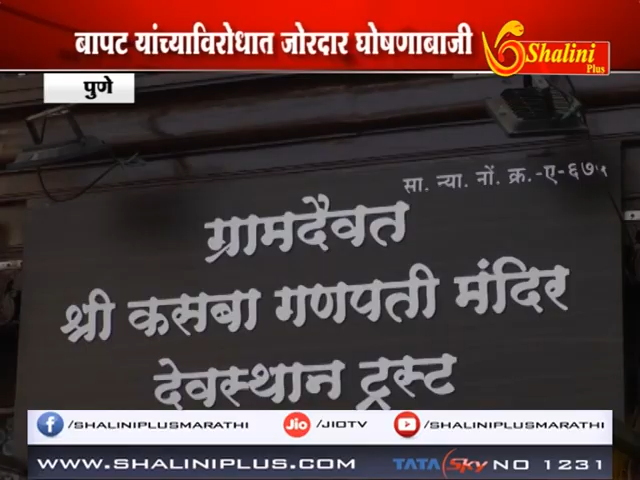 बापट यांच्याविरोधात जोरदार घोषणाबाजी
Shalini
Plus
पुणे
सा. न्या. नों. क्र.-ए-६७५
ग्रामदैवत
श्री कसबा गणपती मंदिर
देवस्थान ट्रस्ट
/SHALINIPLUSMARATHI /JIOTV /SHALINIPLUSMARATHI
Jio
WWW.SHALINIPLUS.COM TATA Sky NO 1231